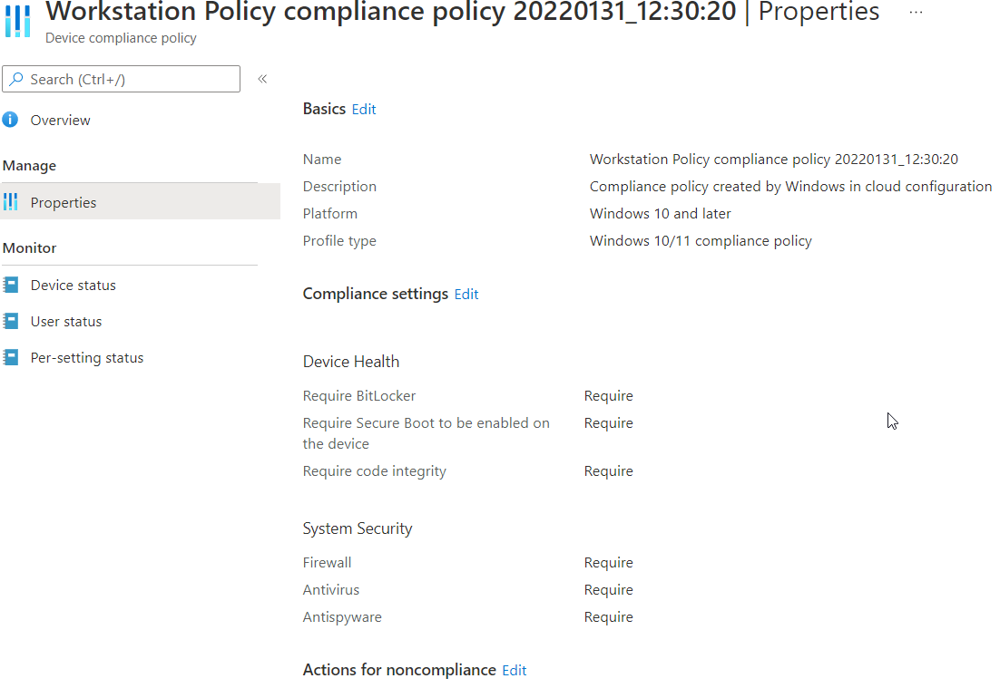 Workstation Policy compliance policy 20220131_12:30:20 | Properties ...
Device compliance policy
Search (Ctrl+/)
«
Overview
Manage
Properties
Monitor
Device status
User status
Per-setting status
Basics Edit
Name Workstation Policy compliance policy 20220131_12:30:20
Description Compliance policy created by Windows in cloud configuration
Platform Windows 10 and later
Profile type Windows 10/11 compliance policy
Compliance settings Edit
Device Health
Require BitLocker Require
Require Secure Boot to be enabled on Require
the device
Require code integrity Require
System Security
Firewall Require
Antivirus Require
Antispyware Require
Actions for noncompliance Edit